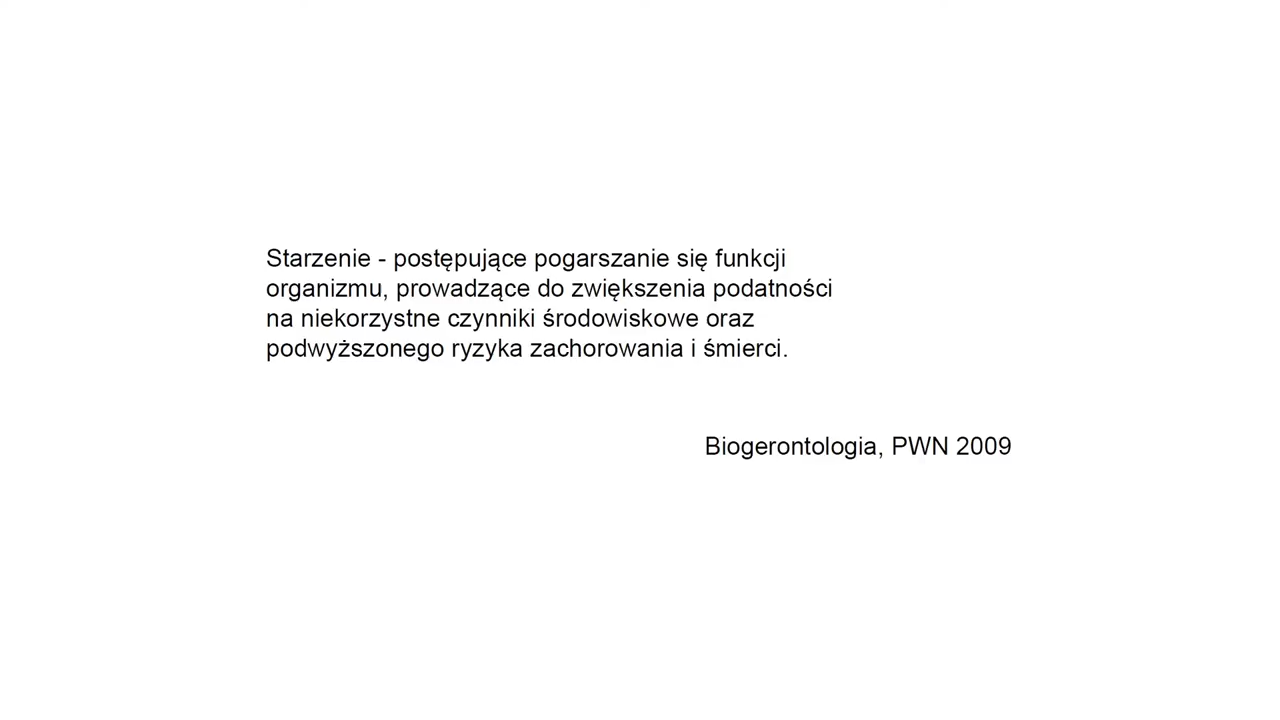 Starzenie - postępujące pogarszanie się funkcji
organizmu, prowadzące do zwiększenia podatności
na niekorzystne czynniki środowiskowe oraz
podwyższonego ryzyka zachorowania i śmierci.
Biogerontologia, PWN 2009